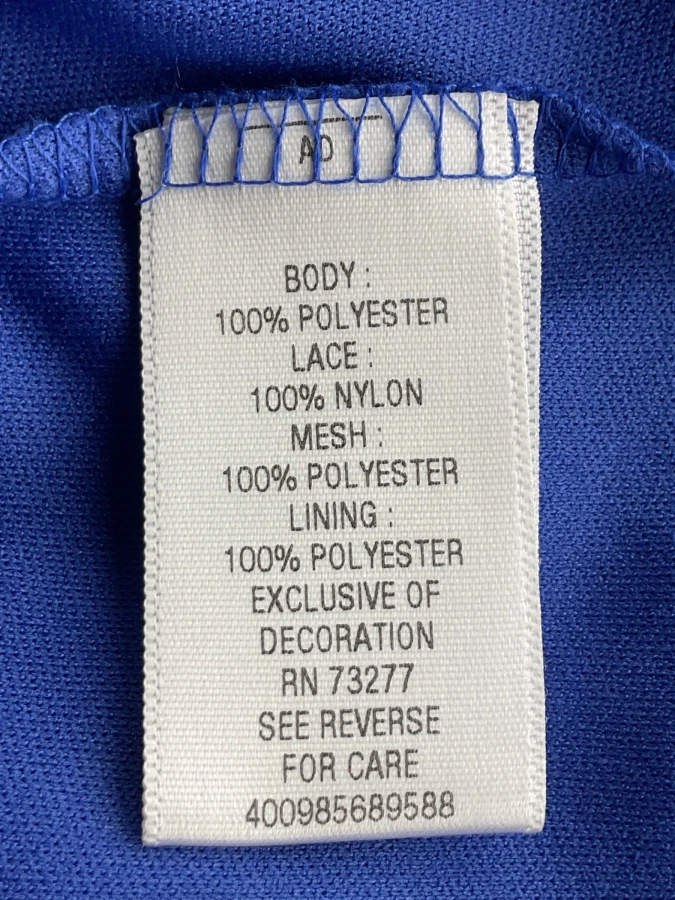 AD
BODY :
100% POLYESTER
LACE :
100% NYLON
MESH :
100% POLYESTER
LINING :
100% POLYESTER
EXCLUSIVE OF
DECORATION
RN 73277
SEE REVERSE
FOR CARE
400985689588